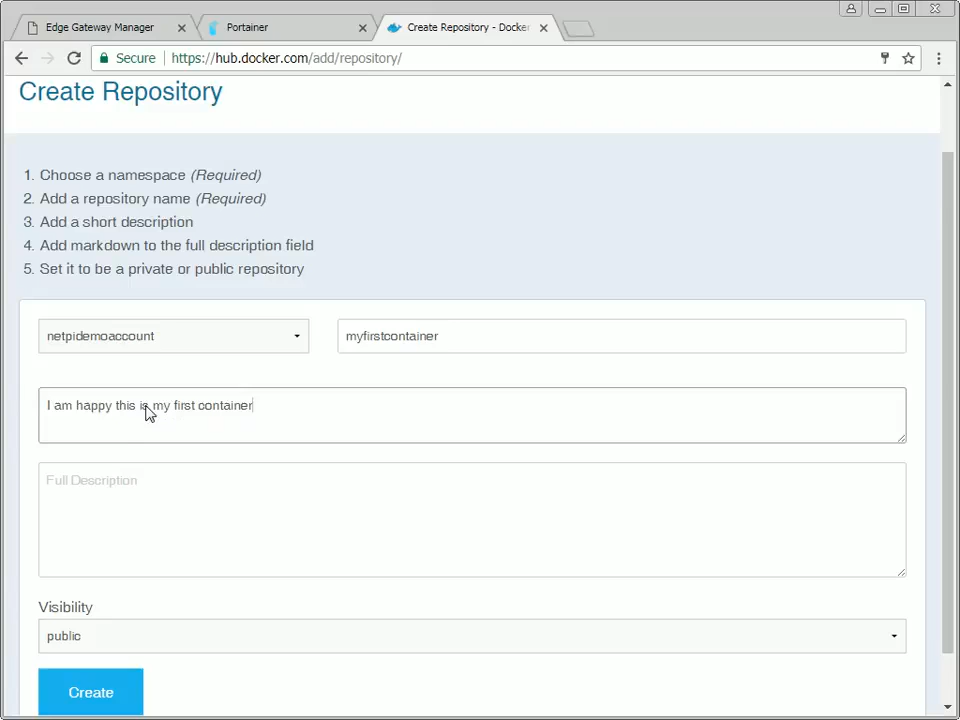 Edge Gateway Manager
Portainer
Create Repository - Docker
Secure
https://hub.docker.com/add/repository/
Create Repository
1. Choose a namespace (Required)
2. Add a repository name (Required)
3. Add a short description
4. Add markdown to the full description field
5. Set it to be a private or public repository
netpidemoaccount
myfirstcontainer
I am happy this is my first container
Full Description
Visibility
public
Create